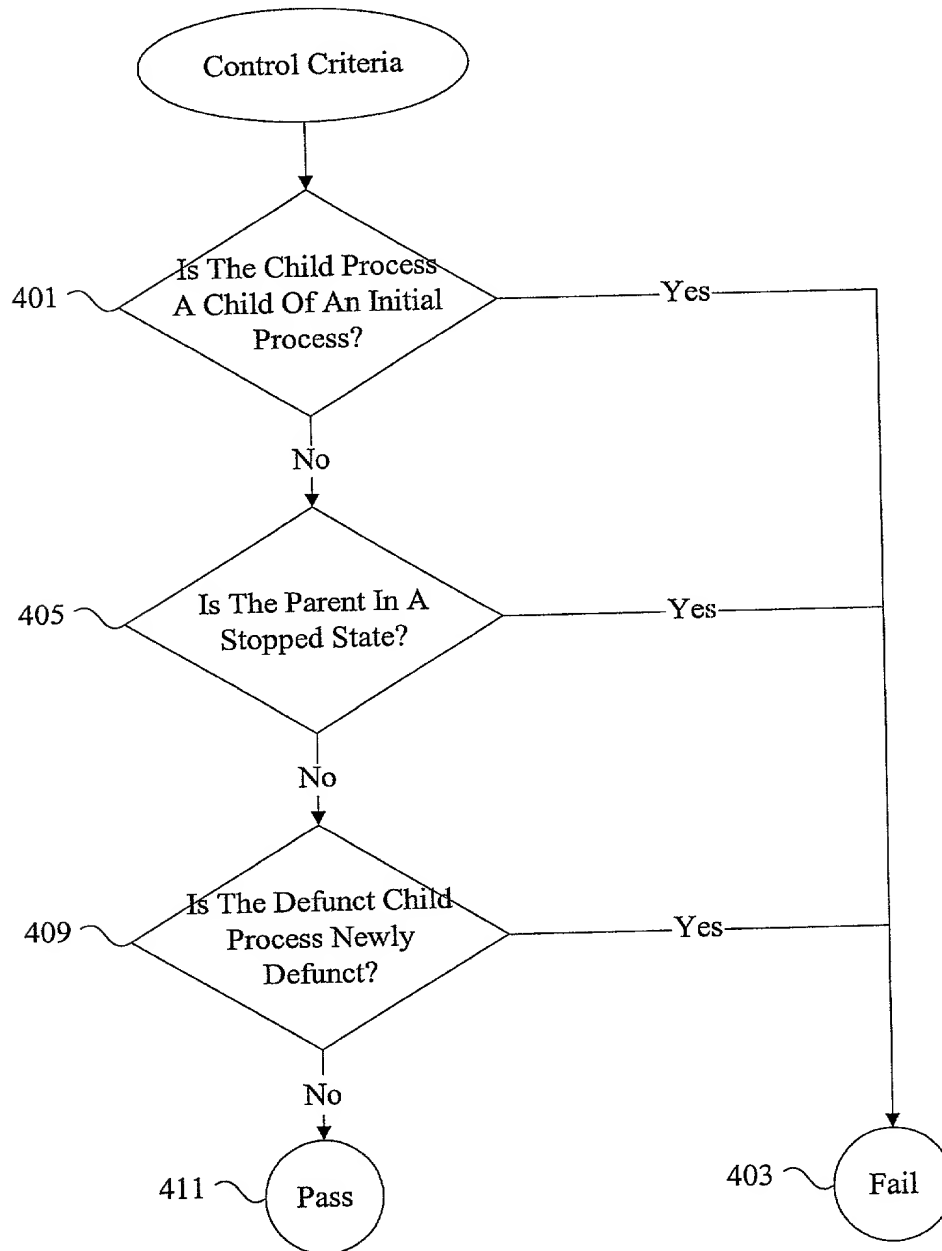 Control Criteria
Is The Child Process
A Child Of An Initial
Process?
401
Yes
No
Is The Parent In A
Stopped State?
405
Yes
No
Is The Defunct Child
Process Newly
Defunct?
409
Yes
No
411
Pass
403
Fail